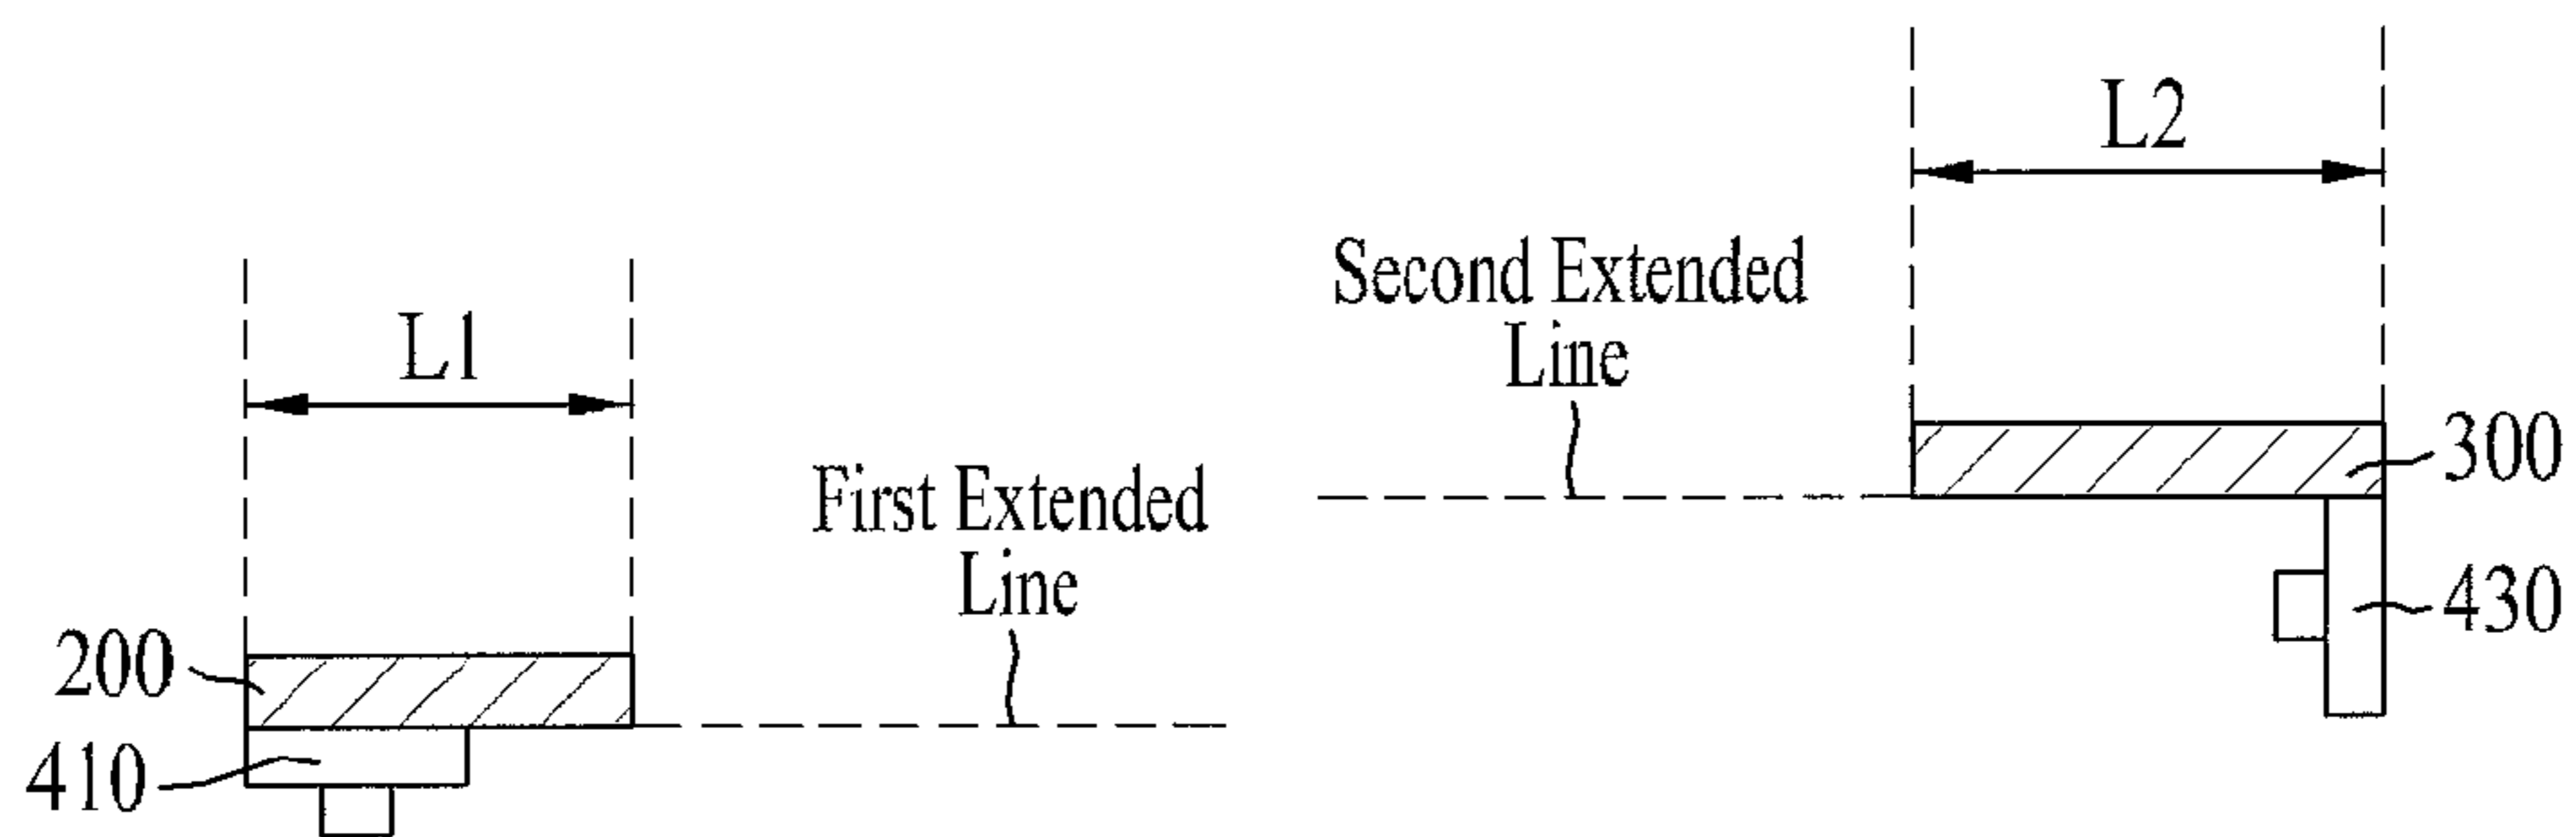 L2
Second Extended
Line
L1
300
First Extended
Line
430
200
410